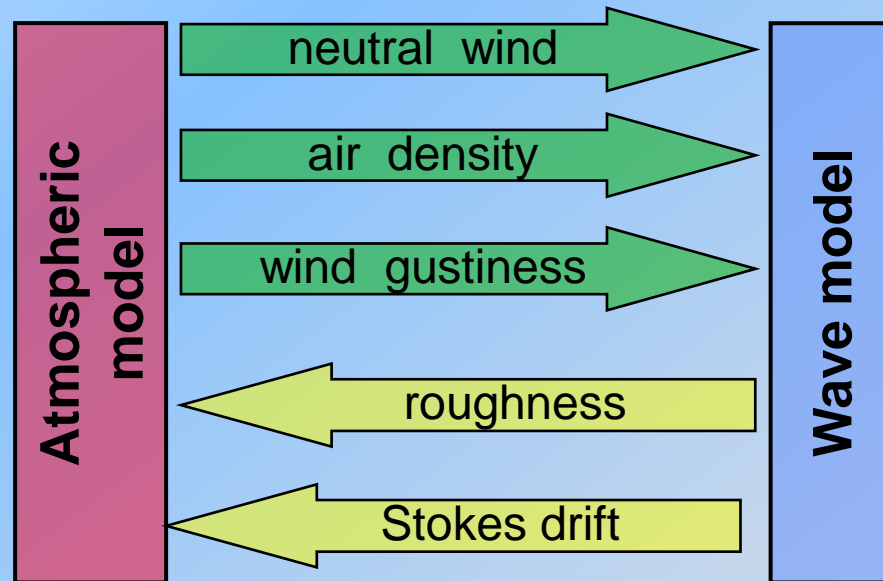 Atmospheric
model
neutral wind
air density
wind gustiness
roughness
Stokes drift
Wave model